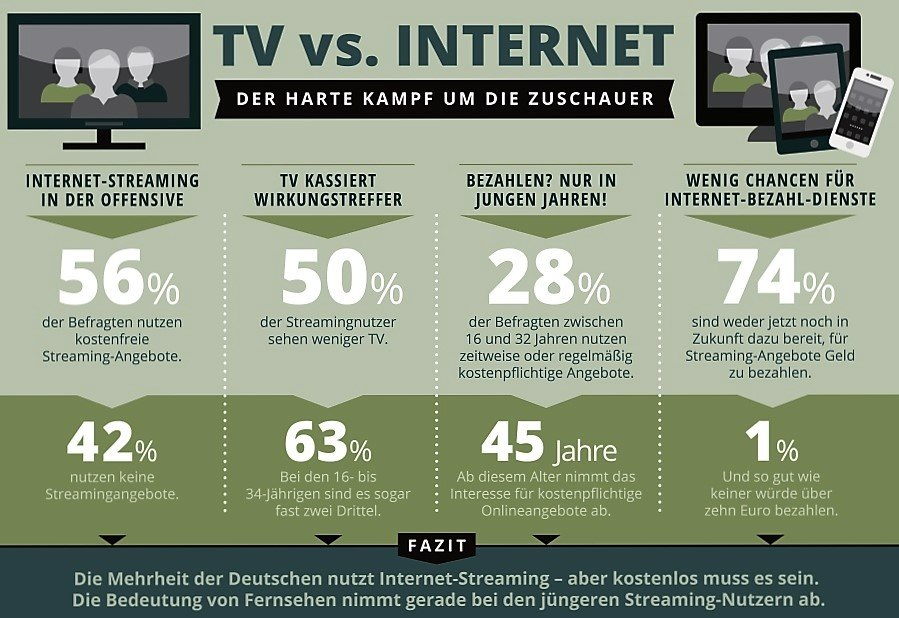 TV vs. INTERNET
DER HARTE KAMPF UM DIE ZUSCHAUER
INTERNET-STREAMING
IN DER OFFENSIVE
56%
der Befragten nutzen
kostenfreie
Streaming-Angebote.
42%
nutzen keine
Streamingangebote.
TV KASSIERT
WIRKUNGSTREFFER
50%
der Streamingnutzer
sehen weniger TV.
63%
Bei den 16- bis
34-Jährigen sind es sogar
fast zwei Drittel.
BEZAHLEN? NUR IN
JUNGEN JAHREN!
28%
der Befragten zwischen
16 und 32 Jahren nutzen
zeitweise oder regelmäßig
kostenpflichtige Angebote.
45 Jahre
Ab diesem Alter nimmt das
Interesse für kostenpflichtige
Onlineangebote ab.
WENIG CHANCEN FÜR
INTERNET-BEZAHL-DIENSTE
74%
sind weder jetzt noch in
Zukunft dazu bereit, für
Streaming-Angebote Geld
zu bezahlen.
1%
Und so gut wie
keiner würde über
zehn Euro bezahlen.
FAZIT
Die Mehrheit der Deutschen nutzt Internet-Streaming – aber kostenlos muss es sein.
Die Bedeutung von Fernsehen nimmt gerade bei den jüngeren Streaming-Nutzern ab.